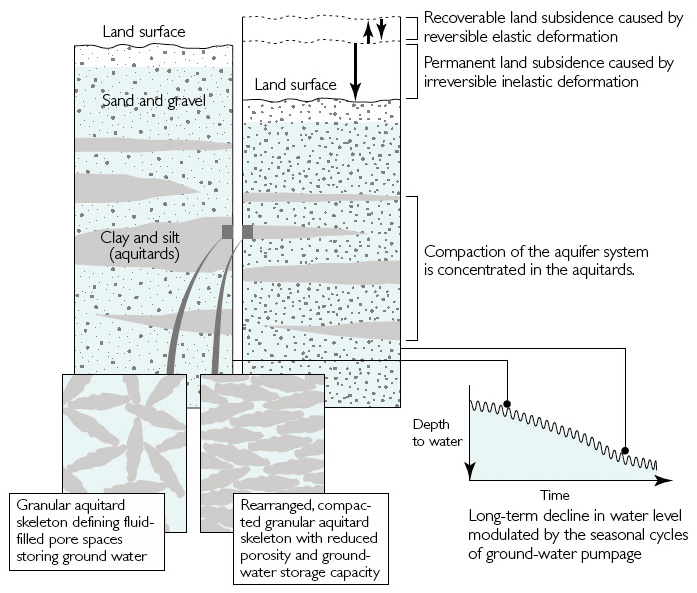 Recoverable land subsidence caused by
reversible elastic deformation
Permanent land subsidence caused by
irreversible inelastic deformation
Land surface
Land surface
Sand and gravel
Clay and silt
(aquitards)
Compaction of the aquifer system
is concentrated in the aquitards.
Depth
to water
Time
Long-term decline in water level
modulated by the seasonal cycles
of ground-water pumpage
Granular aquitard
skeleton defining fluid-
filled pore spaces
storing ground water
Rearranged, compac-
ted granular aquitard
skeleton with reduced
porosity and ground-
water storage capacity